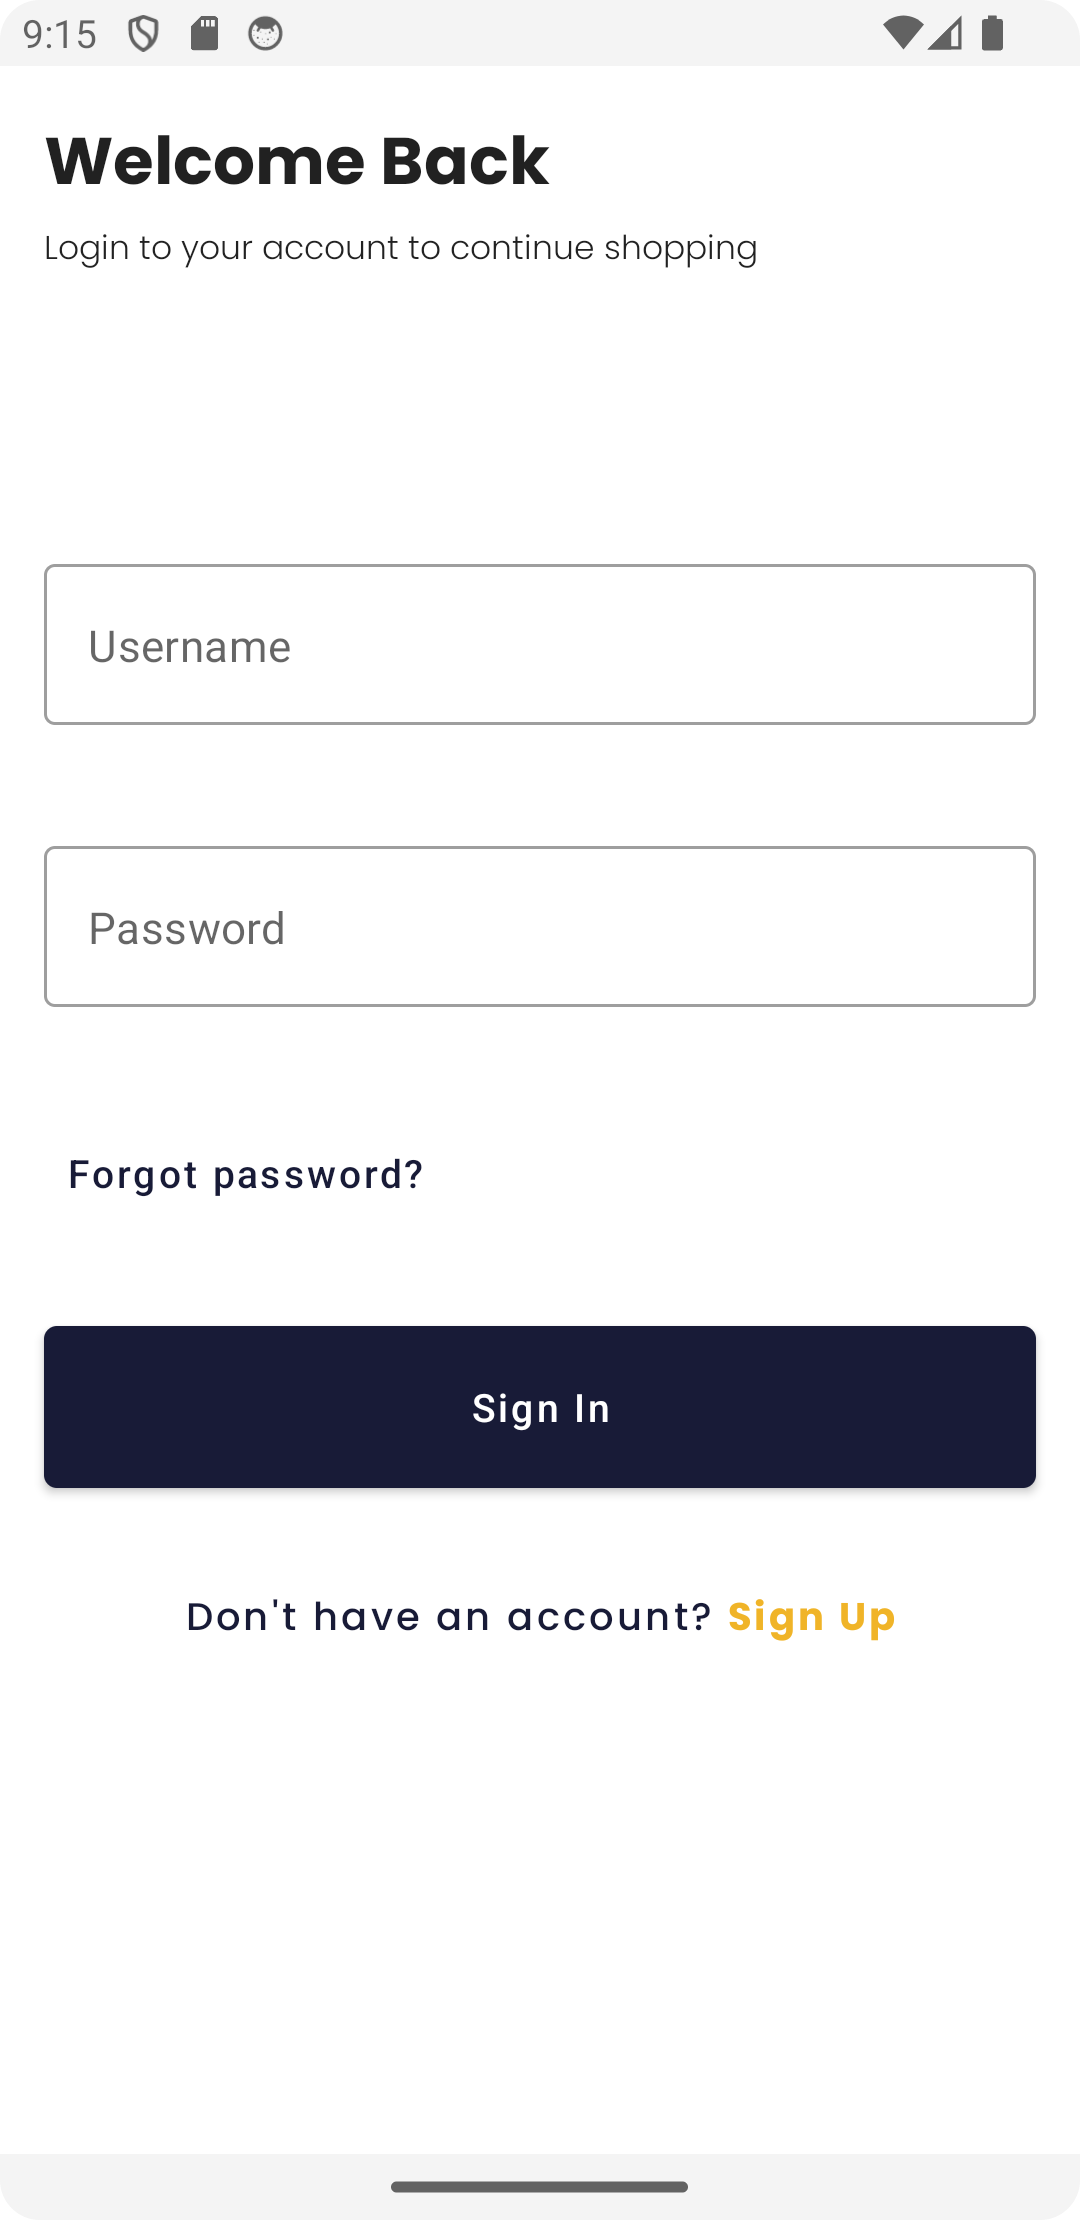 9:15
Welcome Back
Login to your account to continue shopping
Username
Password
Forgot password?
Sign In
Don't have an account? Sign Up